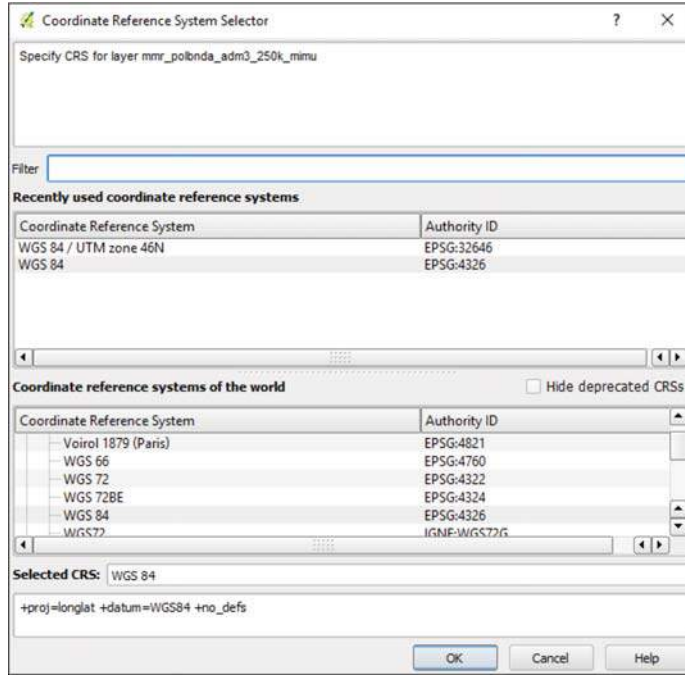 Coordinate Reference System Selector ? ×
Specify CRS for layer mmr_polbnda_adm3_250k_mimu
Filter
Recently used coordinate reference systems
Coordinate Reference System Authority ID
WGS 84 / UTM zone 46N EPSG:32646
WGS 84 EPSG:4326
Coordinate reference systems of the world Hide deprecated CRSs
Coordinate Reference System Authority ID
Voirol 1879 (Paris) EPSG:4821
WGS 66 EPSG:4760
WGS 72 EPSG:4322
WGS 72BE EPSG:4324
WGS 84 EPSG:4326
WGS72 IGNF:WGS72G
Selected CRS: WGS 84
+proj=longlat +datum=WGS84 +no_defs
OK Cancel Help